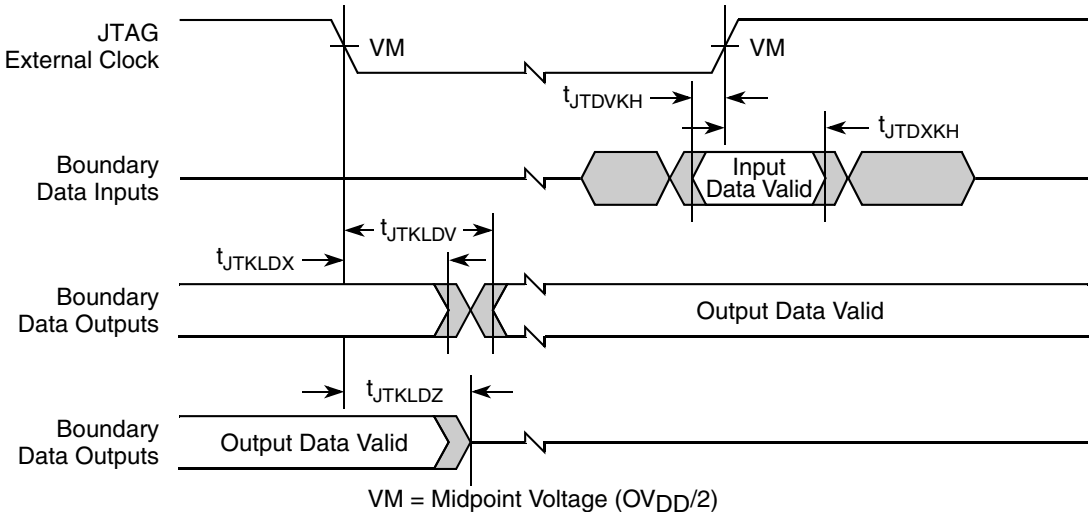 JTAG
External Clock
VM
VM
tJTDVKH
tJTDXKH
Boundary
Data Inputs
Input
Data Valid
tJTKLDV
tJTKLDX
Boundary
Data Outputs
Output Data Valid
tJTKLDZ
Boundary
Data Outputs
Output Data Valid
VM = Midpoint Voltage (OVDD/2)